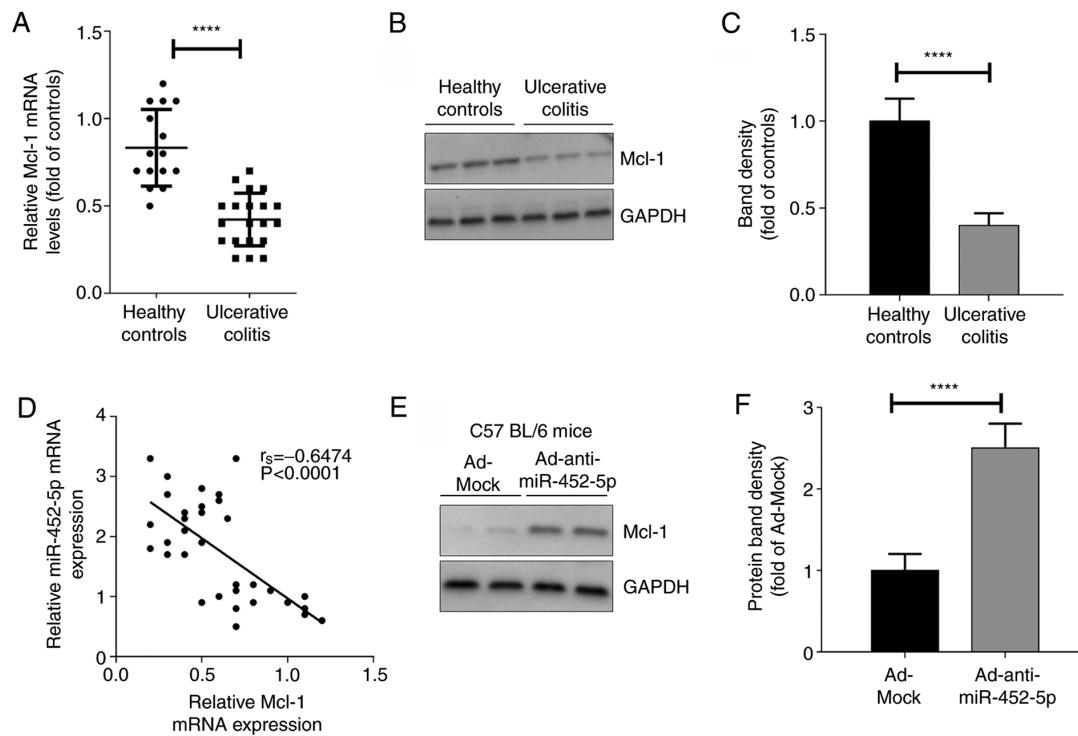 A
****
Relative Mcl-1 mRNA
levels (fold of controls)
1.5
1.0
0.5
0.0
Healthy
controls
Ulcerative
colitis
B
Healthy
controls
Ulcerative
colitis
Mcl-1
GAPDH
C
****
Band density
(fold of controls)
1.5
1.0
0.5
0.0
Healthy
controls
Ulcerative
colitis
D
Relative miR-452-5p mRNA
expression
4
3
2
1
0
rs=−0.6474
P<0.0001
0.0
0.5
1.0
1.5
Relative Mcl-1
mRNA expression
E
C57 BL/6 mice
Ad-
Mock
Ad-anti-
miR-452-5p
Mcl-1
GAPDH
F
****
Protein band density
(fold of Ad-Mock)
3
2
1
0
Ad-
Mock
Ad-anti-
miR-452-5p